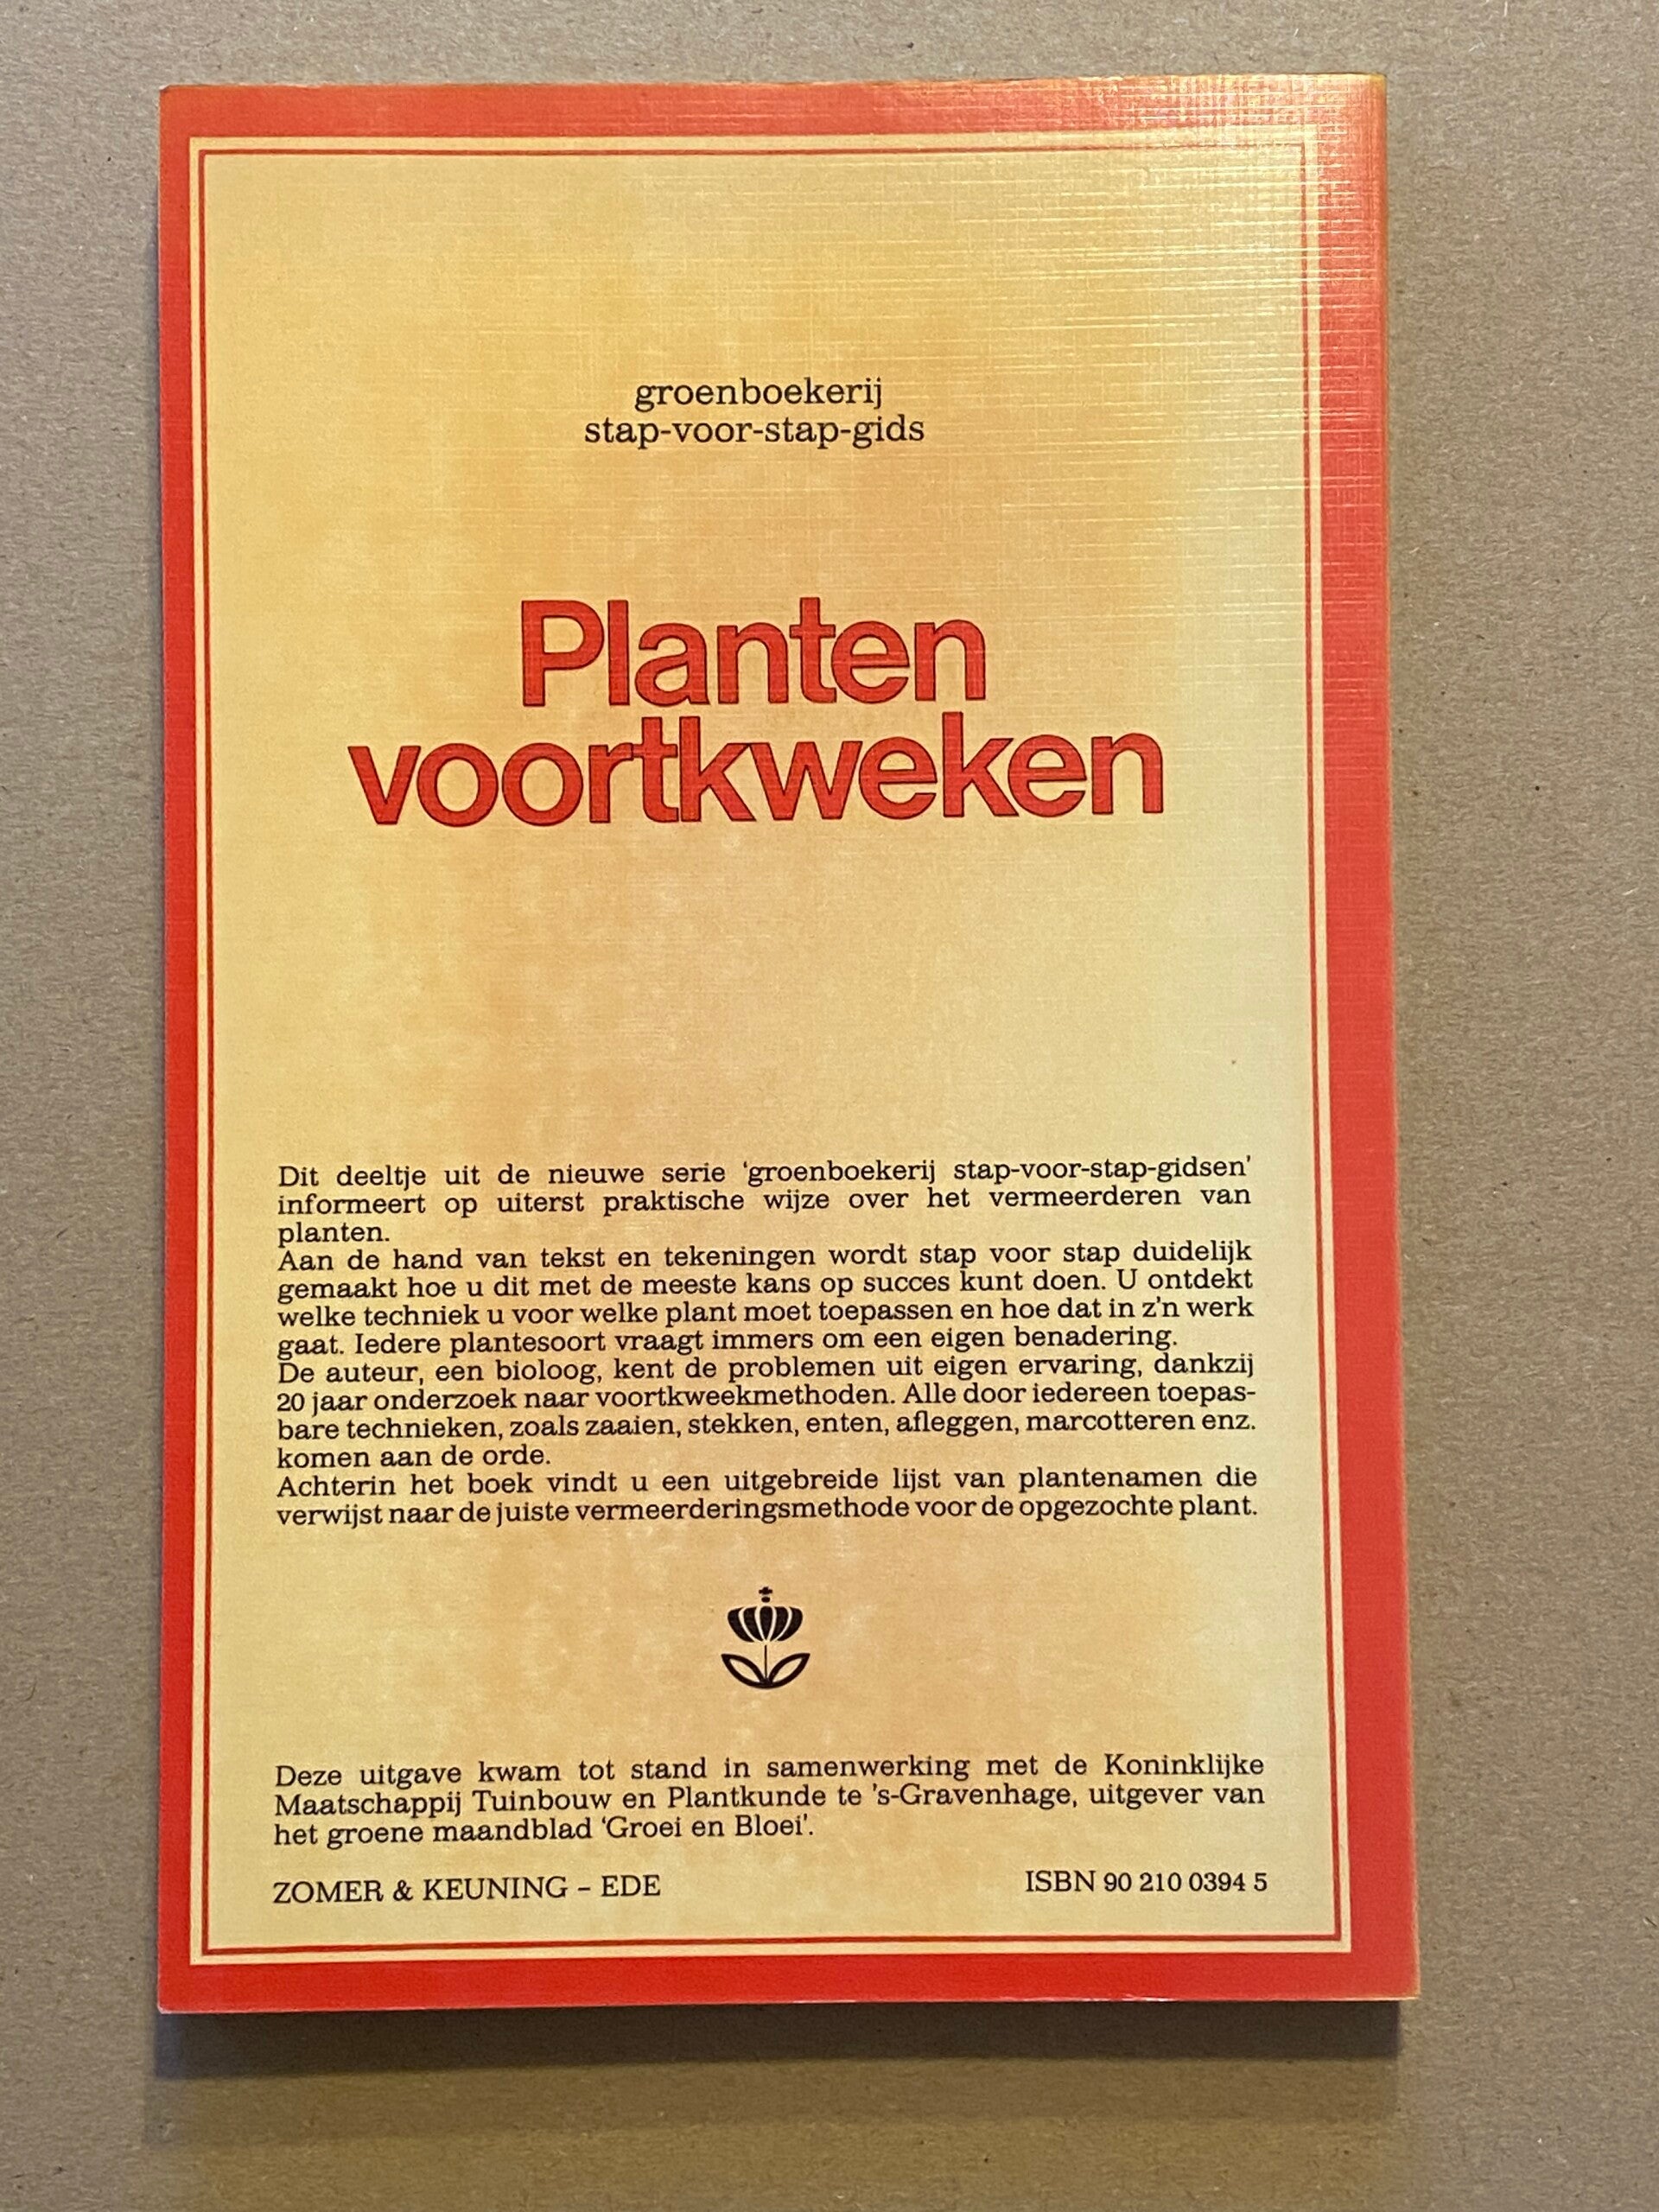 groenboekerij
stap-voor-stap-gids
Planten
voortkweken
Dit deeltje uit de nieuwe serie ‘groenboekerij stap-voor-stap-gidsen’
informeert op uiterst praktische wijze over het vermeerderen van
planten.
Aan de hand van tekst en tekeningen wordt stap voor stap duidelijk
gemaakt hoe u dit met de meeste kans op succes kunt doen. U ontdekt
welke techniek u voor welke plant moet toepassen en hoe dat in z’n werk
gaat. Iedere plantesoort vraagt immers om een eigen benadering.
De auteur, een bioloog, kent de problemen uit eigen ervaring, dankzij
20 jaar onderzoek naar voortkweekmethoden. Alle door iedereen toepas-
bare technieken, zoals zaaien, stekken, enten, afleggen, marcotteren enz.
komen aan de orde.
Achterin het boek vindt u een uitgebreide lijst van plantenamen die
verwijst naar de juiste vermeerderingsmethode voor de opgezochte plant.
Deze uitgave kwam tot stand in samenwerking met de Koninklijke
Maatschappij Tuinbouw en Plantkunde te ’s-Gravenhage, uitgever van
het groene maandblad ‘Groei en Bloei’.
ZOMER & KEUNING – EDE ISBN 90 210 0394 5